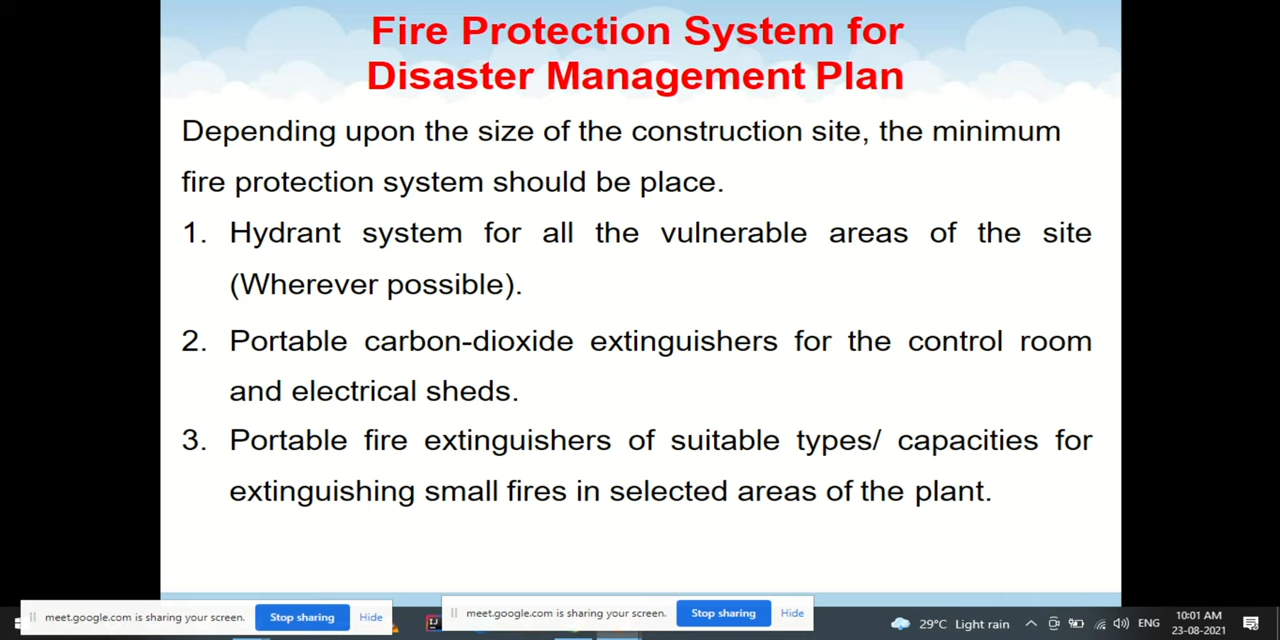 Fire Protection System for
Disaster Management Plan
Depending upon the size of the construction site, the minimum
fire protection system should be place.
1. Hydrant system for all the vulnerable areas of the site
(Wherever possible).
2. Portable carbon-dioxide extinguishers for the control room
and electrical sheds.
3. Portable fire extinguishers of suitable types/ capacities for
extinguishing small fires in selected areas of the plant.
meet.google.com is sharing your screen. Stop sharing Hide
meet.google.com is sharing your screen. Stop sharing Hide
IJ
29°C Light rain
ENG
10:01 AM
23-08-2021